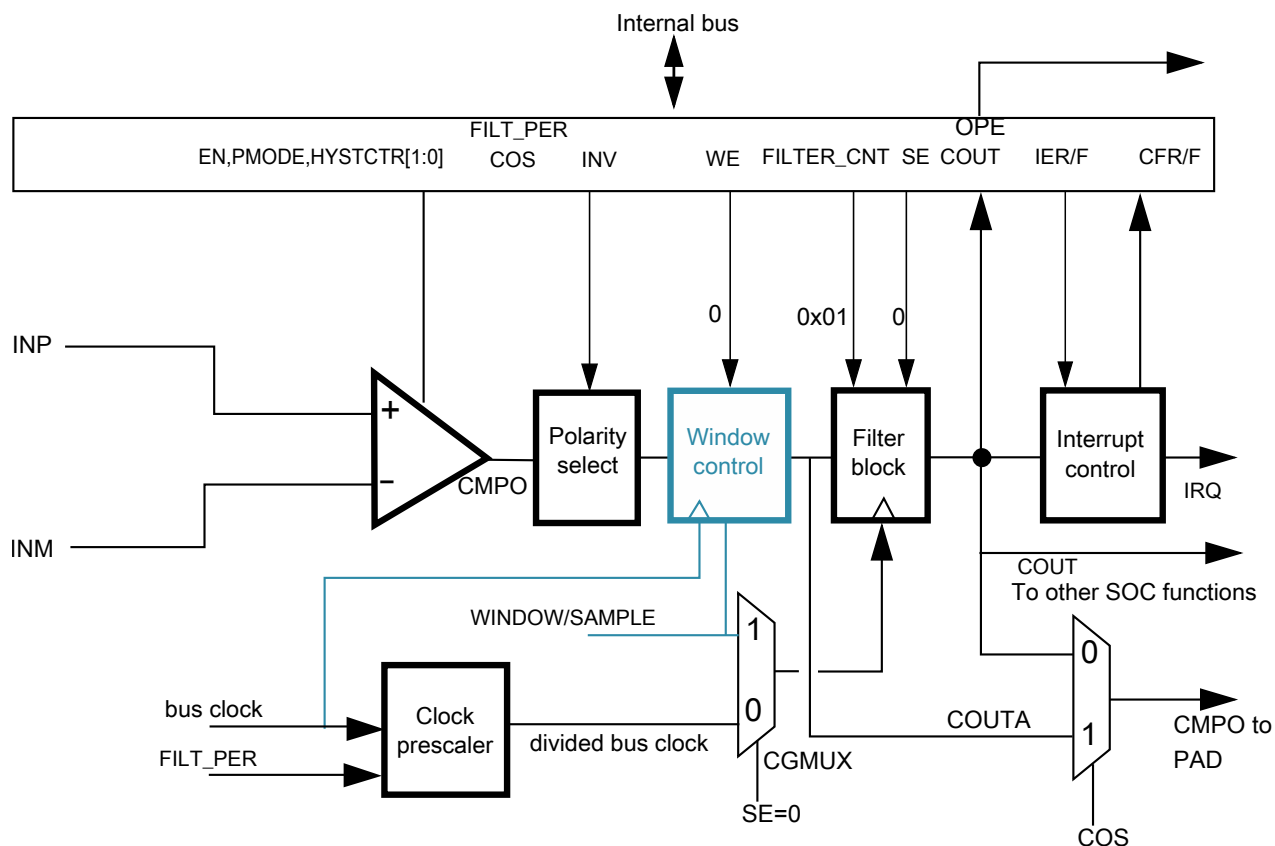 Internal bus
OPE
FILT_PER
EN,PMODE,HYSTCTR[1:0]
COS
INV
WE
FILTER_CNT
SE
COUT
IER/F
CFR/F
0
0x01
0
INP
+
Polarity
select
Window
control
Filter
block
Interrupt
control
−
CMPO
IRQ
INM
COUT
To other SOC functions
WINDOW/SAMPLE
1
0
bus clock
Clock
prescaler
0
divided bus clock
COUTA
1
CMPO to
PAD
FILT_PER
CGMUX
SE=0
COS